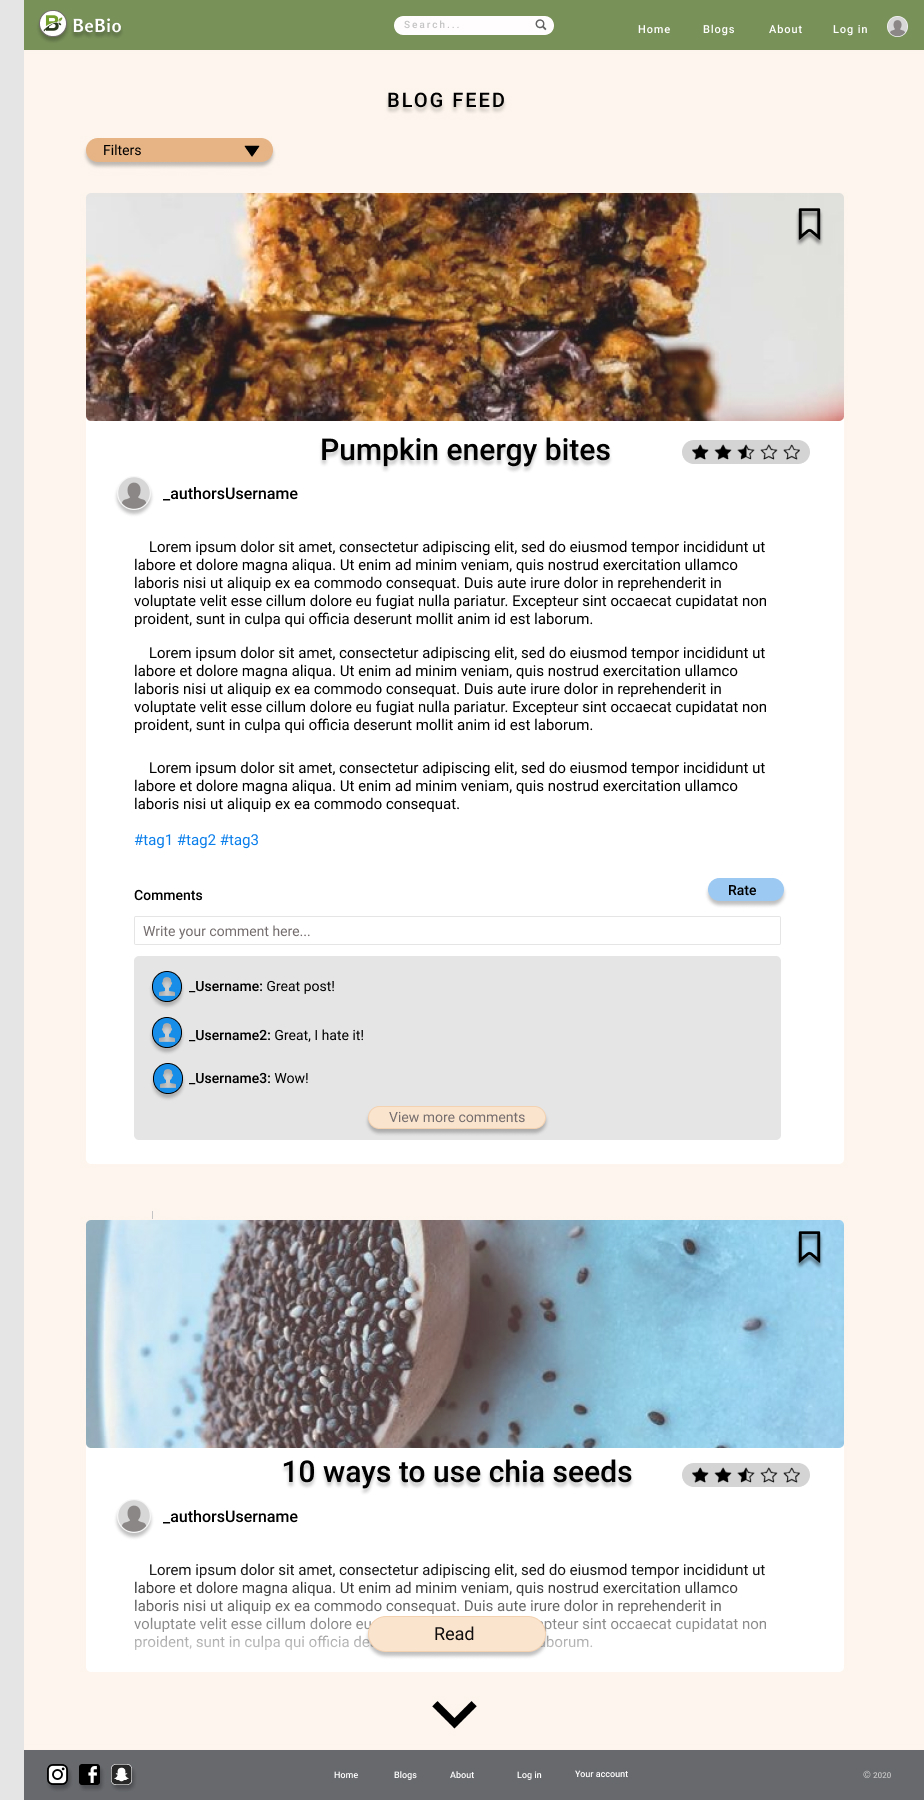 BeBio
Search...
Home Blogs About Log in
BLOG FEED
Filters
Pumpkin energy bites
_authorsUsername
Lorem ipsum dolor sit amet, consectetur adipiscing elit, sed do eiusmod tempor incididunt ut
labore et dolore magna aliqua. Ut enim ad minim veniam, quis nostrud exercitation ullamco
laboris nisi ut aliquip ex ea commodo consequat. Duis aute irure dolor in reprehenderit in
voluptate velit esse cillum dolore eu fugiat nulla pariatur. Excepteur sint occaecat cupidatat non
proident, sunt in culpa qui officia deserunt mollit anim id est laborum.
Lorem ipsum dolor sit amet, consectetur adipiscing elit, sed do eiusmod tempor incididunt ut
labore et dolore magna aliqua. Ut enim ad minim veniam, quis nostrud exercitation ullamco
laboris nisi ut aliquip ex ea commodo consequat. Duis aute irure dolor in reprehenderit in
voluptate velit esse cillum dolore eu fugiat nulla pariatur. Excepteur sint occaecat cupidatat non
proident, sunt in culpa qui officia deserunt mollit anim id est laborum.
Lorem ipsum dolor sit amet, consectetur adipiscing elit, sed do eiusmod tempor incididunt ut
labore et dolore magna aliqua. Ut enim ad minim veniam, quis nostrud exercitation ullamco
laboris nisi ut aliquip ex ea commodo consequat.
#tag1 #tag2 #tag3
Comments
Rate
Write your comment here...
_Username: Great post!
_Username2: Great, I hate it!
_Username3: Wow!
View more comments
10 ways to use chia seeds
_authorsUsername
Lorem ipsum dolor sit amet, consectetur adipiscing elit, sed do eiusmod tempor incididunt ut
labore et dolore magna aliqua. Ut enim ad minim veniam, quis nostrud exercitation ullamco
laboris nisi ut aliquip ex ea commodo consequat. Duis aute irure dolor in reprehenderit in
voluptate velit esse cillum dolore eu pteur sint occaecat cupidatat non
proident, sunt in culpa qui officia de borum.
Read
Home Blogs About Log in Your account
© 2020